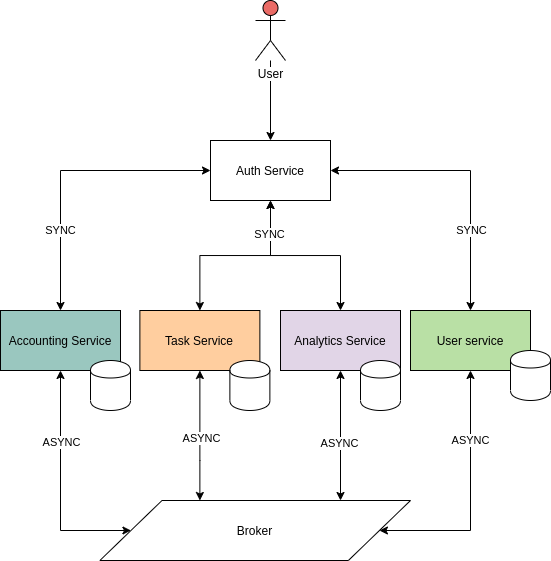 User
Auth Service
SYNC
SYNC
SYNC
Accounting Service
Task Service
Analytics Service
User service
ASYNC
ASYNC
ASYNC
ASYNC
Broker